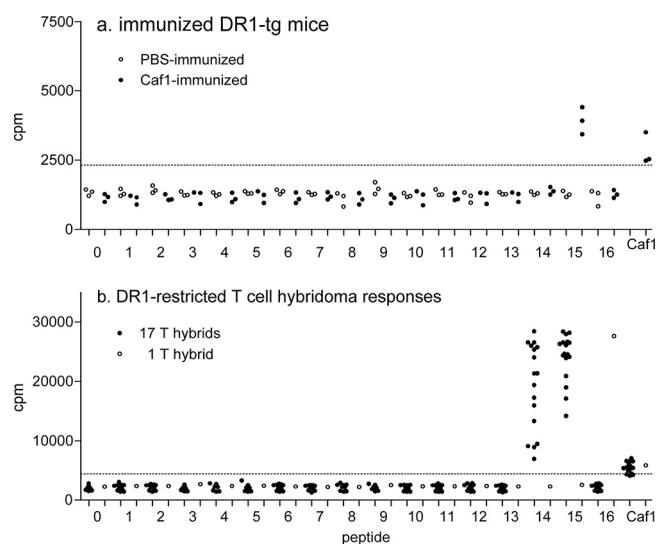 a. immunized DR1-tg mice
PBS-immunized
Caf1-immunized
cpm
7500
5000
2500
0
0 1 2 3 4 5 6 7 8 9 10 11 12 13 14 15 16 Caf1
b. DR1-restricted T cell hybridoma responses
17 T hybrids
1 T hybrid
cpm
30000
20000
10000
0
0 1 2 3 4 5 6 7 8 9 10 11 12 13 14 15 16 Caf1
peptide